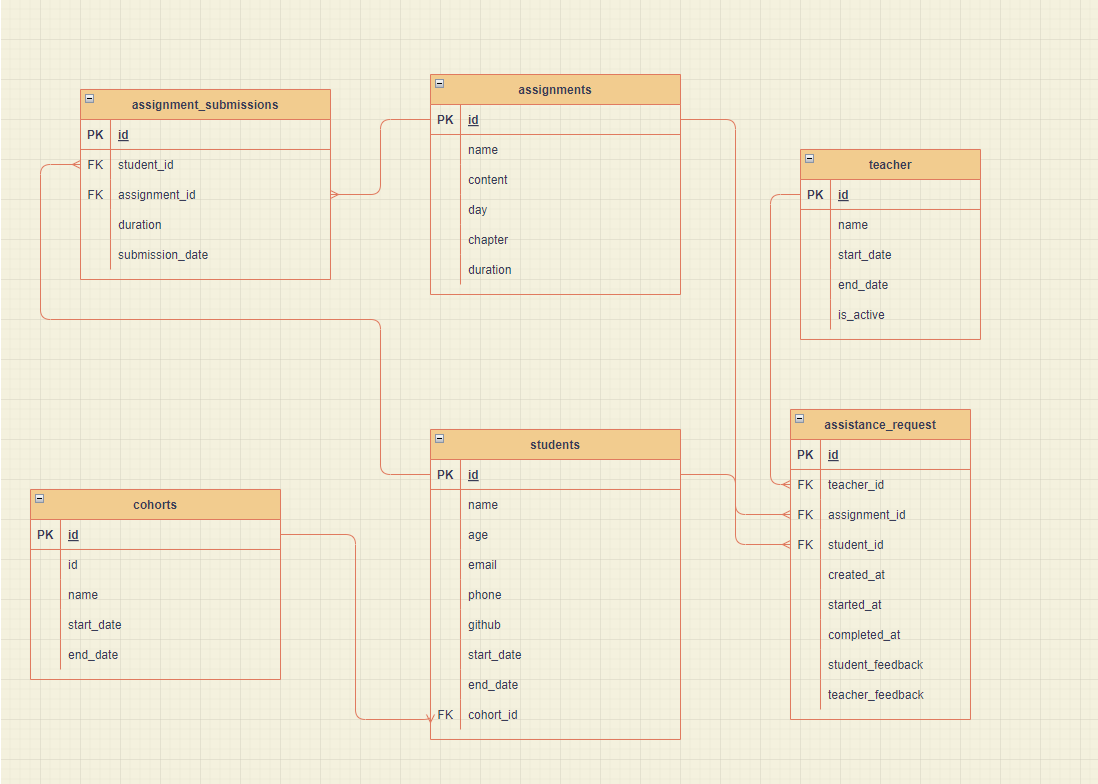 assignment_submissions
PK id
FK student_id
FK assignment_id
duration
submission_date
assignments
PK id
name
content
day
chapter
duration
teacher
PK id
name
start_date
end_date
is_active
cohorts
PK id
id
name
start_date
end_date
students
PK id
name
age
email
phone
github
start_date
end_date
FK cohort_id
assistance_request
PK id
FK teacher_id
FK assignment_id
FK student_id
created_at
started_at
completed_at
student_feedback
teacher_feedback